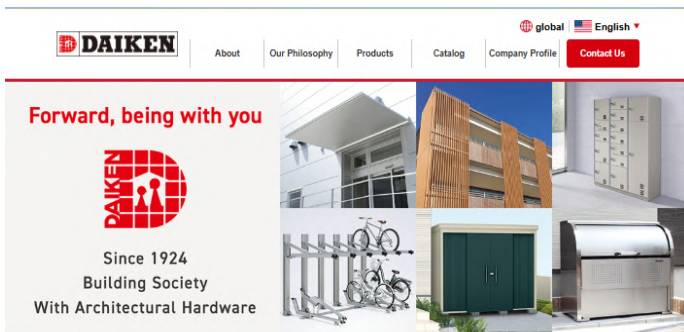 global
English
DAIKEN
About
Our Philosophy
Products
Catalog
Company Profile
Contact Us
Forward, being with you
DAIKEN
Since 1924
Building Society
With Architectural Hardware